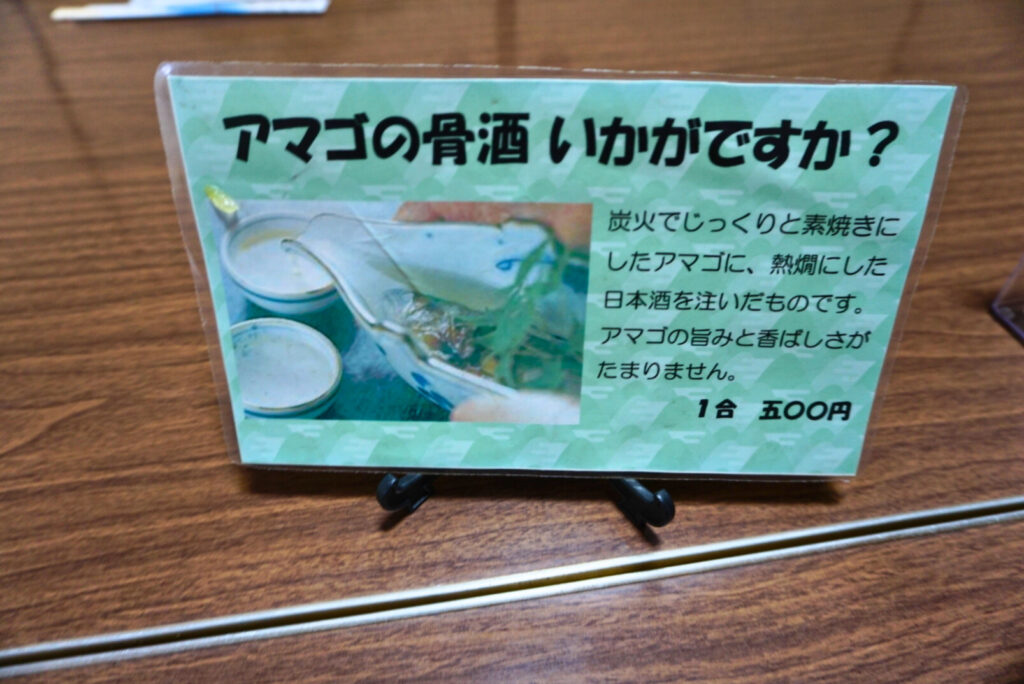 アマゴの骨酒 いかがですか？
炭火でじっくりと素焼きに
したアマゴに、熱燗にした
日本酒を注いだものです。
アマゴの旨みと香ばしさが
たまりません。
1合 五〇〇円